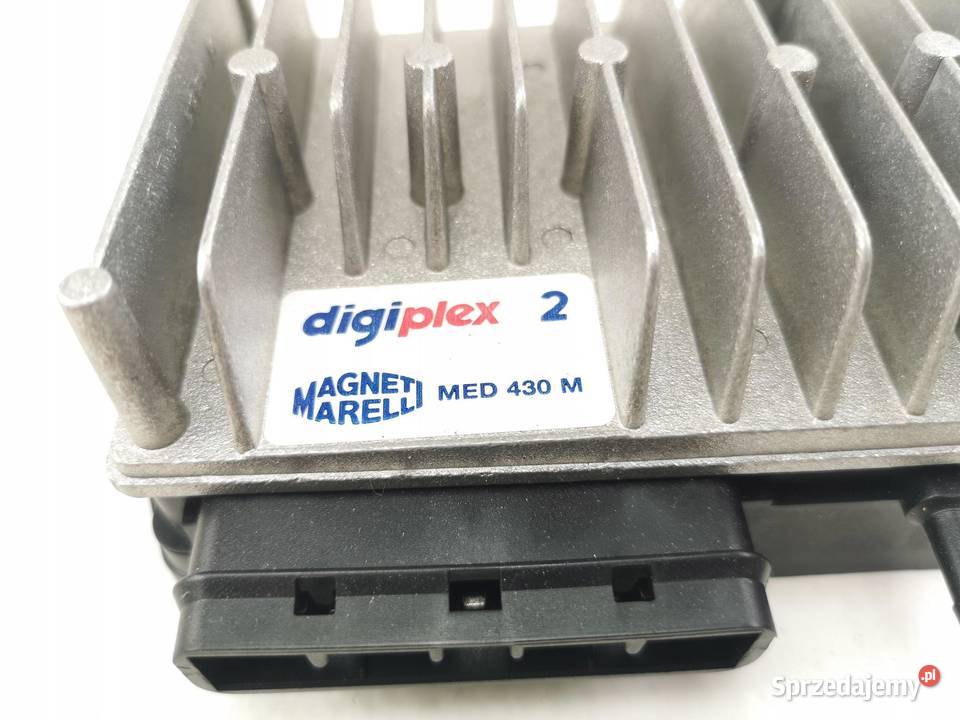 digiplex 2
MAGNETI MARELLI MED 430 M
Sprzedajemy.pl